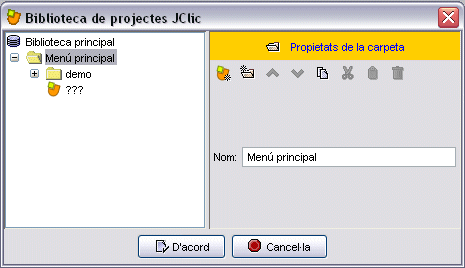 Biblioteca de projectes JClic
Biblioteca principal
Menú principal
demo
???
Propietats de la carpeta
Nom: Menú principal
D'acord
Cancel·la